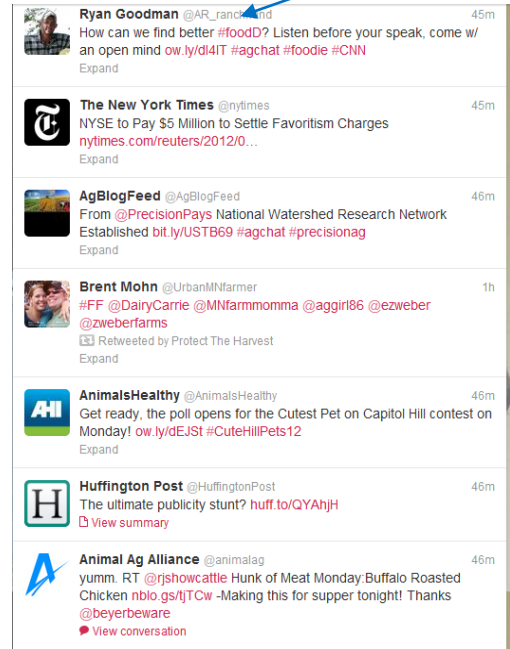 Ryan Goodman @AR_ranchhand 45m
How can we find better #foodD? Listen before your speak, come w/
an open mind ow.ly/dl4lT #agchat #foodie #CNN
Expand
The New York Times @nytimes 45m
NYSE to Pay $5 Million to Settle Favoritism Charges
nytimes.com/reuters/2012/0...
Expand
AgBlogFeed @AgBlogFeed 46m
From @PrecisionPays National Watershed Research Network
Established bit.ly/USTB69 #agchat #precisionag
Expand
Brent Mohn @UrbanMNfarmer 1h
#FF @DairyCarrie @MNfarmmomma @aggirl86 @ezweber
@zweberfarms
Retweeted by Protect The Harvest
Expand
AHI
AnimalsHealthy @AnimalsHealthy 46m
Get ready, the poll opens for the Cutest Pet on Capitol Hill contest on
Monday! ow.ly/dEJSt #CuteHillPets12
Expand
H
Huffington Post @HuffingtonPost 46m
The ultimate publicity stunt? huff.to/QYAhjH
View summary
Animal Ag Alliance @animalag 46m
yumm. RT @rjshowcattle Hunk of Meat Monday:Buffalo Roasted
Chicken nblo.gs/tjTCw -Making this for supper tonight! Thanks
@beyerbeware
View conversation